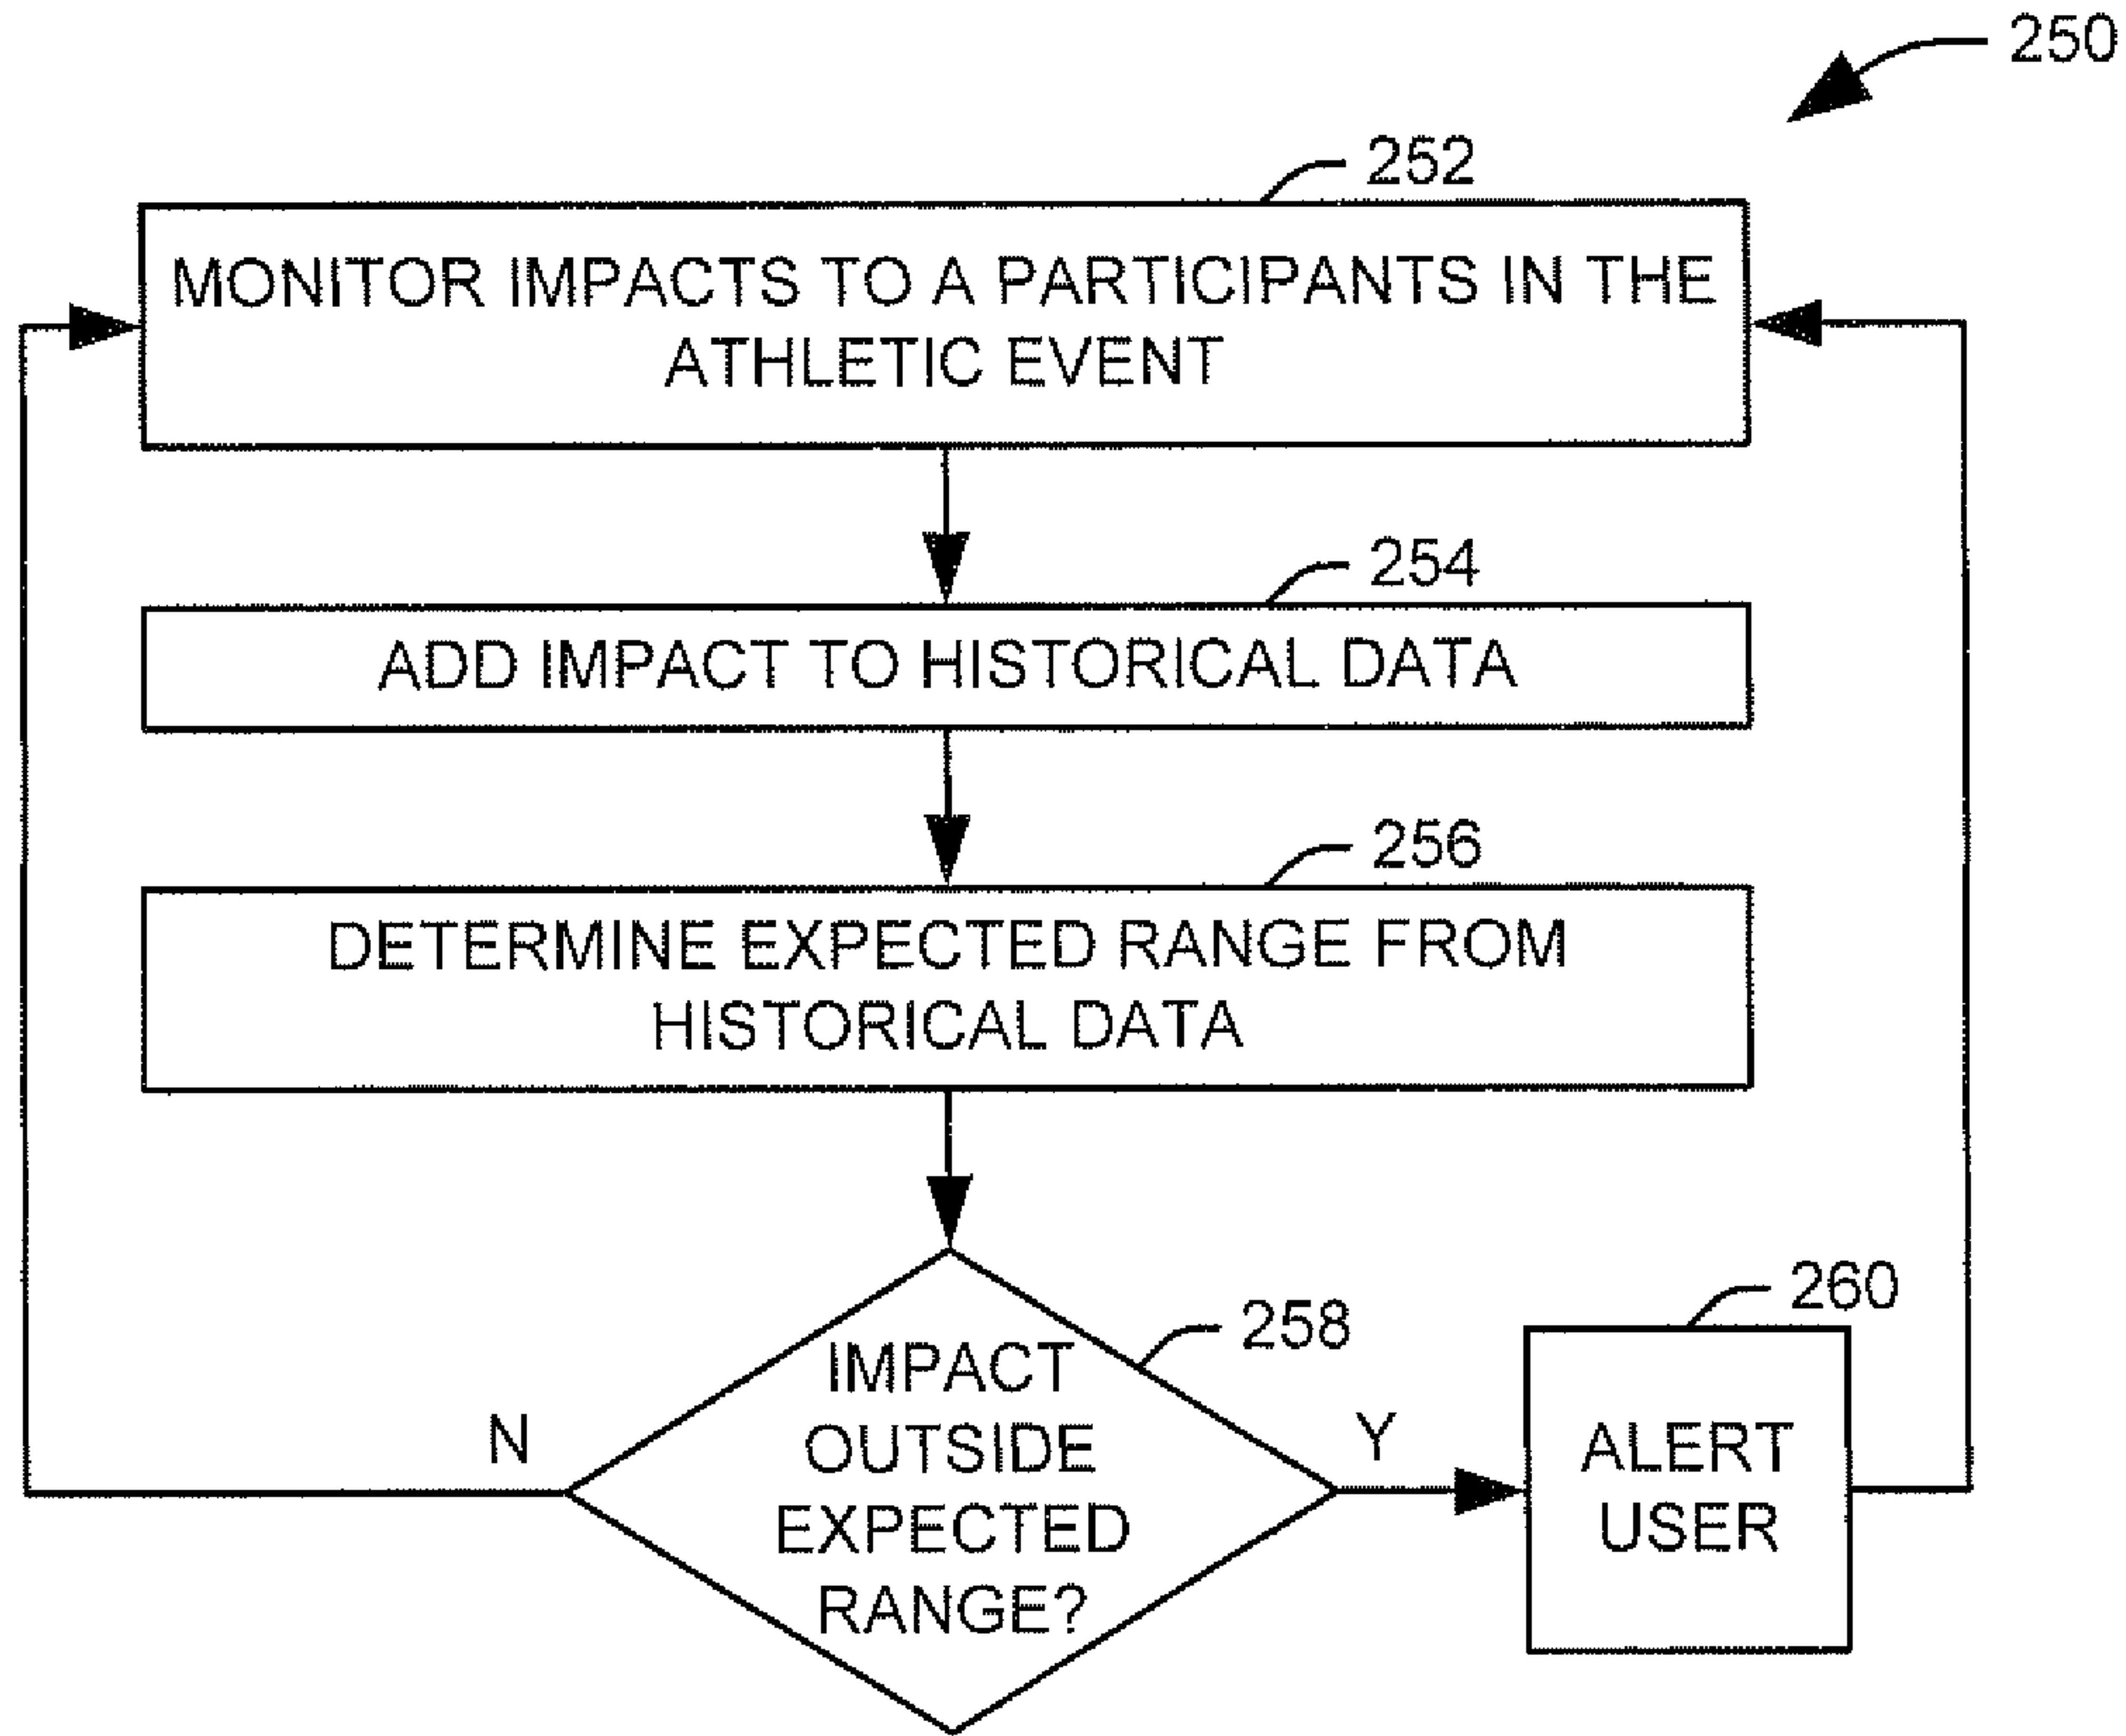 250
252
MONITOR IMPACTS TO A PARTICIPANTS IN THE
ATHLETIC EVENT
254
ADD IMPACT TO HISTORICAL DATA
256
DETERMINE EXPECTED RANGE FROM
HISTORICAL DATA
258
IMPACT
OUTSIDE
EXPECTED
RANGE?
N
Y
260
ALERT
USER